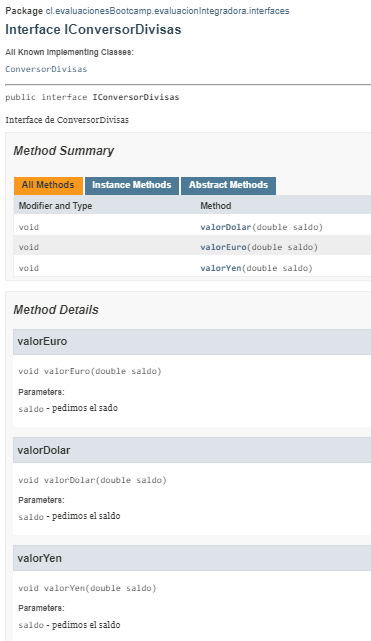 Package cl.evaluacionesBootcamp.evaluacionIntegradora.interfaces
Interface IConversorDivisas
All Known Implementing Classes:
ConversorDivisas
public interface IConversorDivisas
Interface de ConversorDivisas
Method Summary
All Methods Instance Methods Abstract Methods
Modifier and Type Method
void valorDolar(double saldo)
void valorEuro(double saldo)
void valorYen(double saldo)
Method Details
valorEuro
void valorEuro(double saldo)
Parameters:
saldo - pedimos el sado
valorDolar
void valorDolar(double saldo)
Parameters:
saldo - pedimos el saldo
valorYen
void valorYen(double saldo)
Parameters:
saldo - pedimos el saldo